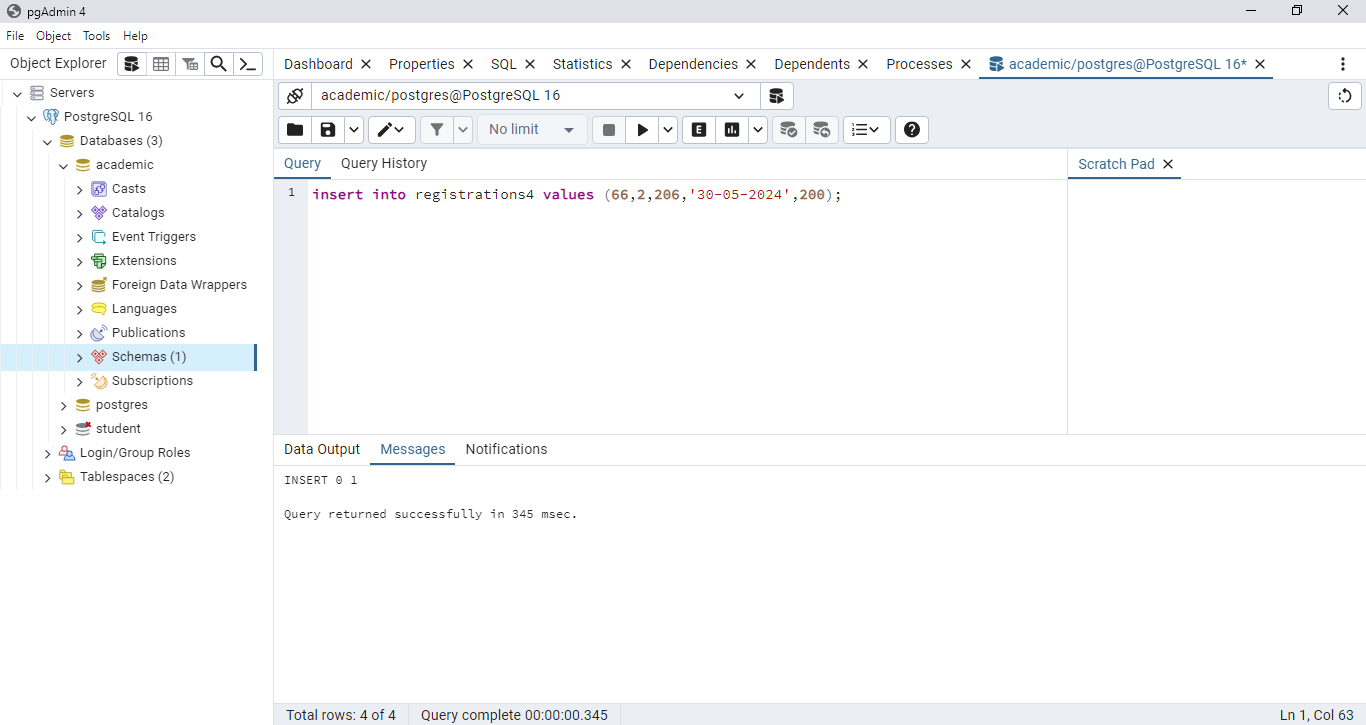 pgAdmin 4
File Object Tools Help
Object Explorer
Dashboard Properties SQL Statistics Dependencies Dependents Processes academic/postgres@PostgreSQL 16*
Servers
PostgreSQL 16
Databases (3)
academic
Casts
Catalogs
Event Triggers
Extensions
Foreign Data Wrappers
Languages
Publications
Schemas (1)
Subscriptions
postgres
student
Login/Group Roles
Tablespaces (2)
academic/postgres@PostgreSQL 16
No limit
E
Query Query History
Scratch Pad
1 insert into registrations4 values (66,2,206,'30-05-2024',200);
Data Output Messages Notifications
INSERT 0 1
Query returned successfully in 345 msec.
Total rows: 4 of 4 Query complete 00:00:00.345 Ln 1, Col 63